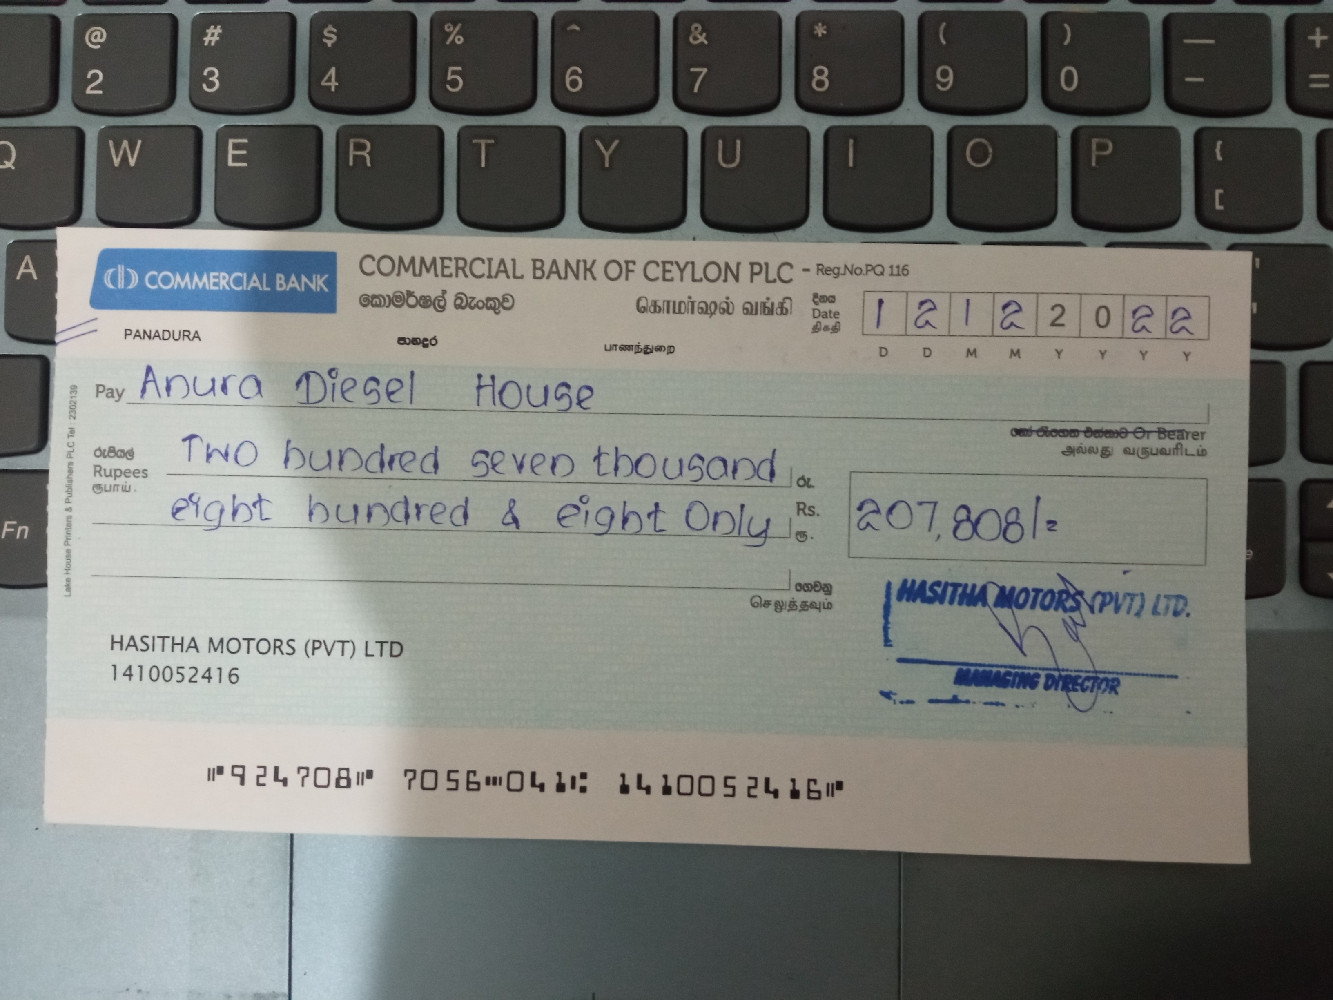 @ # $ % ^ & * ( ) — +
2 3 4 5 6 7 8 9 0 - =
Q W E R T Y U I O P { [
A
Fn
COMMERCIAL BANK
COMMERCIAL BANK OF CEYLON PLC - Reg.No.PQ 116
කොමර්ෂල් බැංකුව கொமர்ஷல் வங்கி
දිනය
Date
திகதி
1 2 1 2 2 0 2 2
D D M M Y Y Y Y
PANADURA පානදුර பாணந்துறை
Pay Anura Diesel House
හෝ රැගෙන එන්නාට Or Bearer
அல்லது வருபவரிடம்
රුපියල්
Rupees
ரூபாய்.
Two hundred seven thousand
eight hundred & eight Only
රු.
Rs.
ரூ.
207,808/=
ගෙවනු
செலுத்தவும்
Lake House Printers & Publishers PLC Tel : 2302139
HASITHA MOTORS (PVT) LTD
1410052416
HASITHA MOTORS (PVT) LTD.
MANAGING DIRECTOR
⑈924708⑈ 7056⑉041⑆ 1410052416⑈